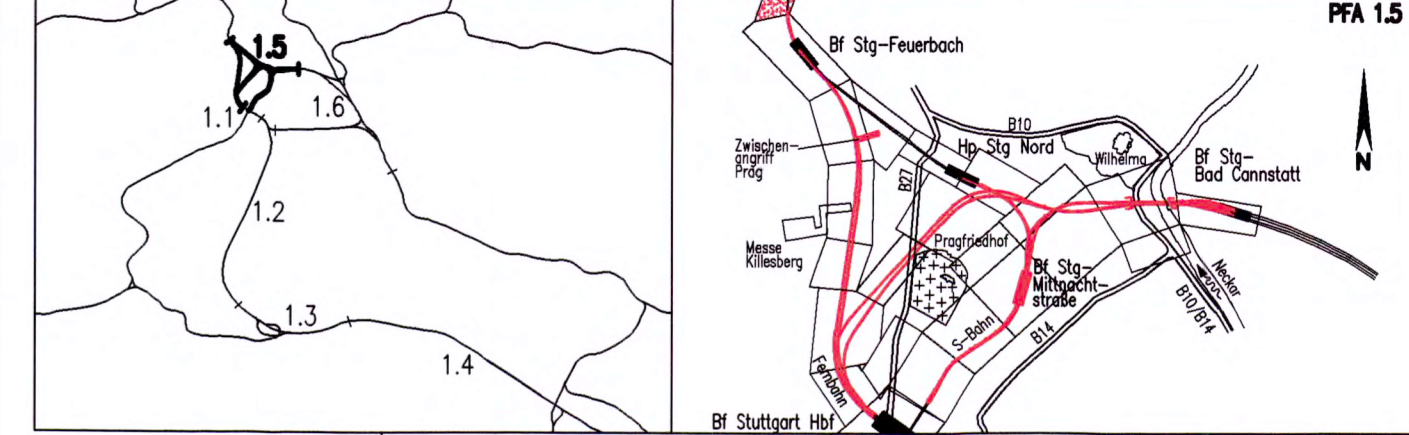 1.5
1.1
1.6
1.2
1.3
1.4
PFA 1.5
Bf Stg-Feuerbach
N
B10
Zwischen-
angriff
Prag
Hp Stg Nord
Wilhelma
Bf Stg-
Bad Cannstatt
B27
Messe
Killesberg
Pragfriedhof
Bf Stg-
Mittnacht-
straße
Neckar
B10/B14
S-Bahn
B14
Fernbahn
Bf Stuttgart Hbf